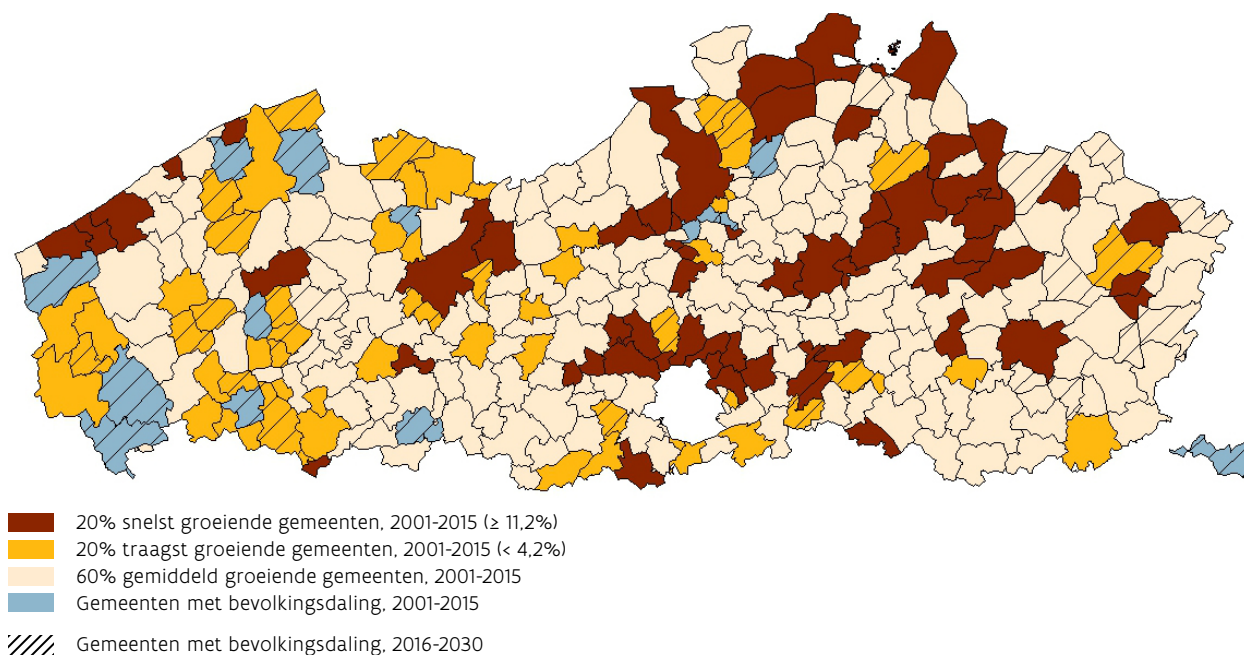 20% snelst groeiende gemeenten, 2001-2015 (≥ 11,2%)
20% traagst groeiende gemeenten, 2001-2015 (< 4,2%)
60% gemiddeld groeiende gemeenten, 2001-2015
Gemeenten met bevolkingsdaling, 2001-2015
Gemeenten met bevolkingsdaling, 2016-2030